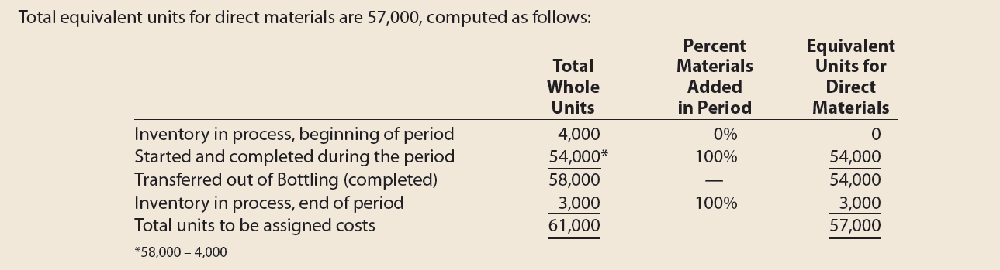 Total equivalent units for direct materials are 57,000, computed as follows:
Total Whole Units
Percent Materials Added in Period
Equivalent Units for Direct Materials
Inventory in process, beginning of period 4,000 0% 0
Started and completed during the period 54,000* 100% 54,000
Transferred out of Bottling (completed) 58,000 — 54,000
Inventory in process, end of period 3,000 100% 3,000
Total units to be assigned costs 61,000 57,000
*58,000 – 4,000